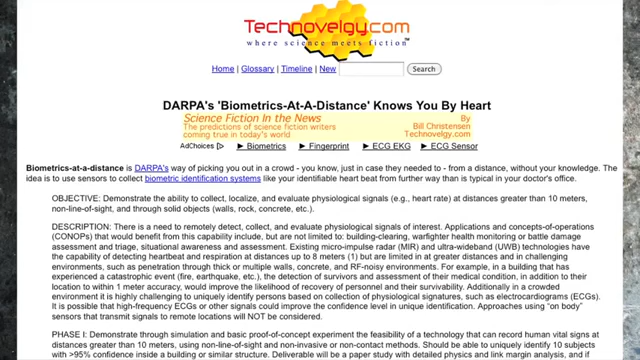 Technovelgy.com
where science meets fiction™
Home | Glossary | Timeline | New Search
DARPA's 'Biometrics-At-A-Distance' Knows You By Heart
Science Fiction in the News
The predictions of science fiction writers
coming true in today's world
By
Bill Christensen
Technovelgy.com
AdChoices ▷ ► Biometrics ► Fingerprint ► ECG EKG ► ECG Sensor
Biometrics-at-a-distance is DARPA's way of picking you out in a crowd - you know, just in case they needed to - from a distance, without your knowledge. The
idea is to use sensors to collect biometric identification systems like your identifiable heart beat from further way than is typical in your doctor's office.
OBJECTIVE: Demonstrate the ability to collect, localize, and evaluate physiological signals (e.g., heart rate) at distances greater than 10 meters,
non-line-of-sight, and through solid objects (walls, rock, concrete, etc.).
DESCRIPTION: There is a need to remotely detect, collect, and evaluate physiological signals of interest. Applications and concepts-of-operations
(CONOPs) that would benefit from this capability include, but are not limited to: building-clearing, warfighter health monitoring or battle damage
assessment and triage, situational awareness and assessment. Existing micro-impulse radar (MIR) and ultra-wideband (UWB) technologies have
the capability of detecting heartbeat and respiration at distances up to 8 meters (1) but are limited in at greater distances and in challenging
environments, such as penetration through thick or multiple walls, concrete, and RF-noisy environments. For example, in a building that has
experienced a catastrophic event (fire, earthquake, etc.), the detection of survivors and assessment of their medical condition, in addition to their
location to within 1 meter accuracy, would improve the likelihood of recovery of personnel and their survivability. Additionally in a crowded
environment it is highly challenging to uniquely identify persons based on collection of physiological signatures, such as electrocardiograms (ECGs).
It is possible that high-frequency ECGs or other signals could improve the confidence level in unique identification. Approaches using "on body"
sensors that transmit signals to remote locations will NOT be considered.
PHASE I: Demonstrate through simulation and basic proof-of-concept experiment the feasibility of a technology that can record human vital signs at
distances greater than 10 meters, using non-line-of-sight and non-invasive or non-contact methods. Should be able to uniquely identify 10 subjects
with >95% confidence inside a building or similar structure. Deliverable will be a paper study with detailed physics and link margin analysis, and if